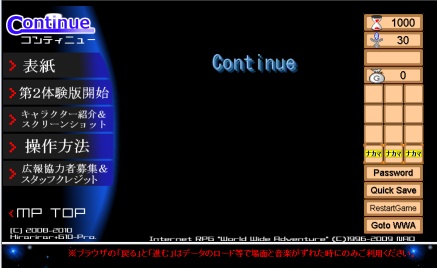 Continue
コンティニュー
表紙
第2体験版開始
キャラクター紹介&
スクリーンショット
操作方法
広報協力者募集&
スタッフクレジット
MP TOP
(C) 2008-2010
Continue
1000
30
0
ナカマ ナカマ ナカマ
Password
Quick Save
RestartGame
Goto WWA
Internet RPG "World Wide Adventure" (C)1996-2009 NAO
※ブラウザの「戻る」と「進む」はデータのロード等で場面と音楽がずれた時にのみご利用ください